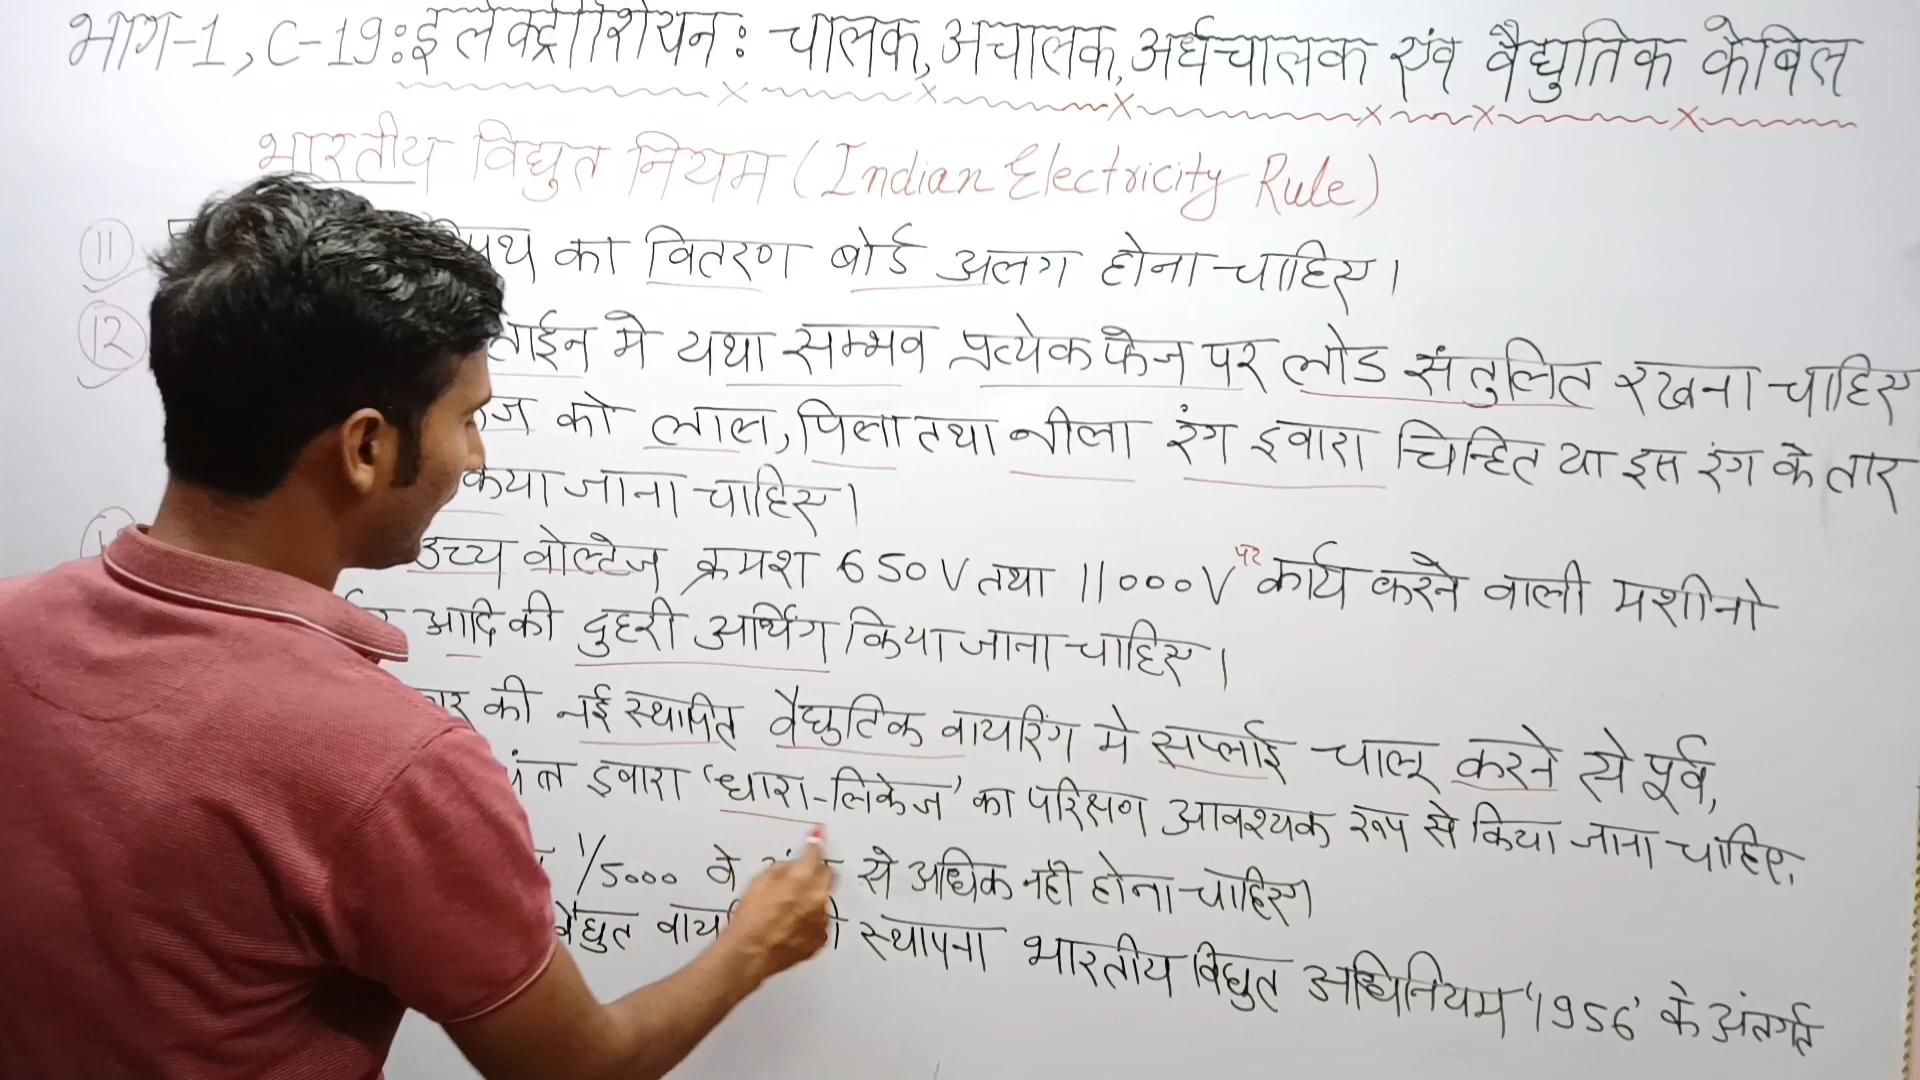 भाग-1, C-19: इलेक्ट्रीशियन: चालक, अचालक, अर्धचालक एंव वैद्युतिक केबिल
भारतीय विद्युत नियम (Indian Electricity Rule)
11 पथ का वितरण बोर्ड अलग होना चाहिए।
12 लाईन मे यथा सम्भव प्रत्येक फेज पर लोड संतुलित रखना चाहिए
को लाल, पिला तथा नीला रंग द्वारा चिन्हित या इस रंग के तार
किया जाना चाहिए।
उच्य वोल्टेज क्रमश 650V तथा 11000V पर कार्य करने वाली मशीनो
आदि की दुहरी अर्थिंग किया जाना चाहिए।
की नई स्थापित वैद्युटिक वायरिंग मे सप्लाई चालू करने से पूर्व,
द्वारा 'धारा-लिकेज' का परिक्षण आवश्यक रूप से किया जाना चाहिए,
1/5000 वे से अधिक नही होना चाहिए।
वैद्युत स्थापना भारतीय विद्युत अधिनियम '1956' के अंतर्गत